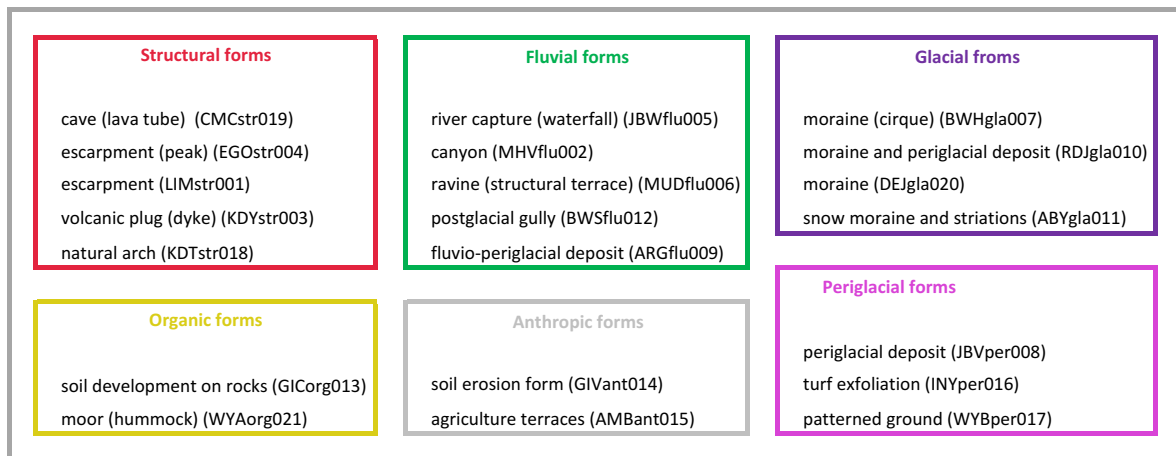 Structural forms
cave (lava tube) (CMCstr019)
escarpment (peak) (EGOstr004)
escarpment (LIMstr001)
volcanic plug (dyke) (KDYstr003)
natural arch (KDTstr018)
Fluvial forms
river capture (waterfall) (JBWflu005)
canyon (MHVflu002)
ravine (structural terrace) (MUDflu006)
postglacial gully (BWSflu012)
fluvio-periglacial deposit (ARGflu009)
Glacial froms
moraine (cirque) (BWHgla007)
moraine and periglacial deposit (RDJgla010)
moraine (DEJgla020)
snow moraine and striations (ABYgla011)
Organic forms
soil development on rocks (GICorg013)
moor (hummock) (WYAorg021)
Anthropic forms
soil erosion form (GIVant014)
agriculture terraces (AMBant015)
Periglacial forms
periglacial deposit (JBVper008)
turf exfoliation (INYper016)
patterned ground (WYBper017)